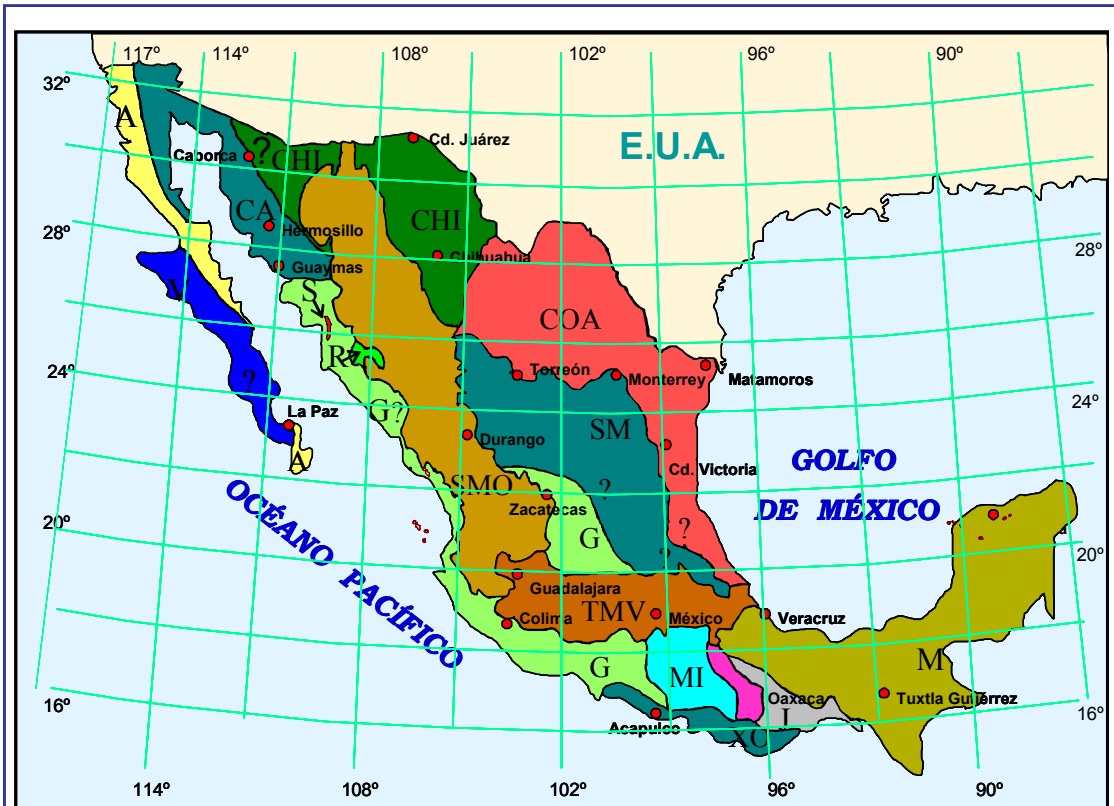 117º 114º 108º 102º 96º 90º
32º
A
Cd. Juárez
E.U.A.
Caborca
?
CHI
CA
CHI
Hermosillo
28º
28º
Chihuahua
Guaymas
V
S
COA
R
24º
?
Torreón
Monterrey
Matamoros
24º
G?
La Paz
SM
Durango
A
Cd. Victoria
GOLFO
SMO
?
DE MÉXICO
OCÉANO PACÍFICO
Zacatecas
?
20º
G
?
20º
Guadalajara
Colima
TMV
México
Veracruz
G
MI
M
Oaxaca
Tuxtla Gutiérrez
16º
16º
Acapulco
XO
114º 108º 102º 96º 90º